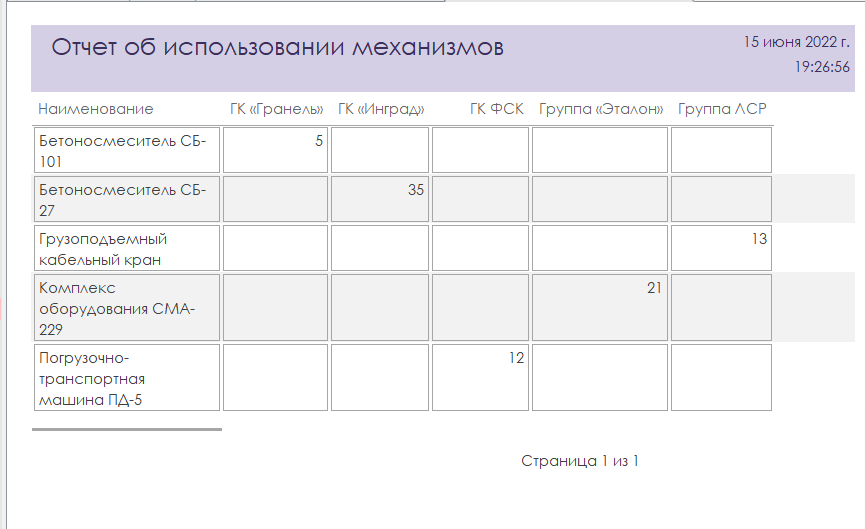 Отчет об использовании механизмов
15 июня 2022 г.
19:26:56
Наименование ГК «Гранель» ГК «Инград» ГК ФСК Группа «Эталон» Группа ЛСР
Бетоносмеситель СБ- 5
101
Бетоносмеситель СБ- 35
27
Грузоподъемный 13
кабельный кран
Комплекс 21
оборудования СМА-
229
Погрузочно- 12
транспортная
машина ПД-5
Страница 1 из 1